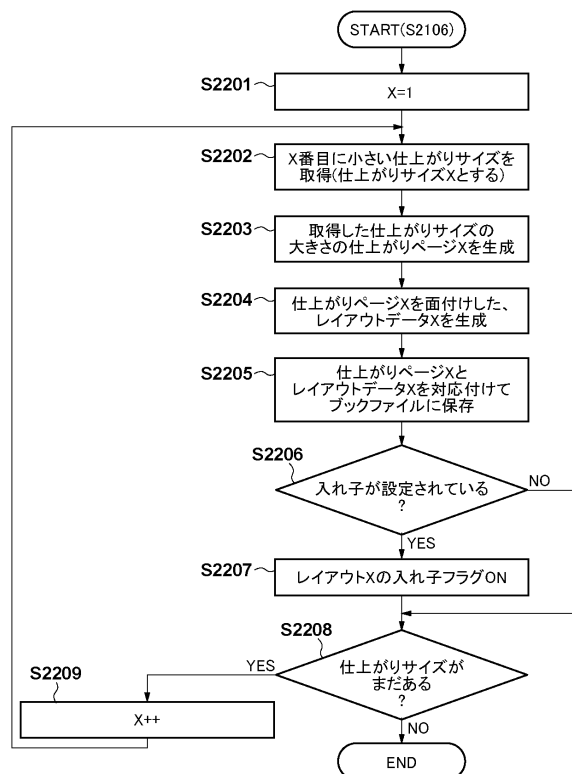 START(S2106)
S2201
X=1
S2202
X番目に小さい仕上がりサイズを
取得(仕上がりサイズXとする)
S2203
取得した仕上がりサイズの
大きさの仕上がりページXを生成
S2204
仕上がりページXを面付けした、
レイアウトデータXを生成
S2205
仕上がりページXと
レイアウトデータXを対応付けて
ブックファイルに保存
S2206
入れ子が設定されている
?
NO
YES
S2207
レイアウトXの入れ子フラグON
S2208
仕上がりサイズが
まだある
?
YES
S2209
X++
NO
END